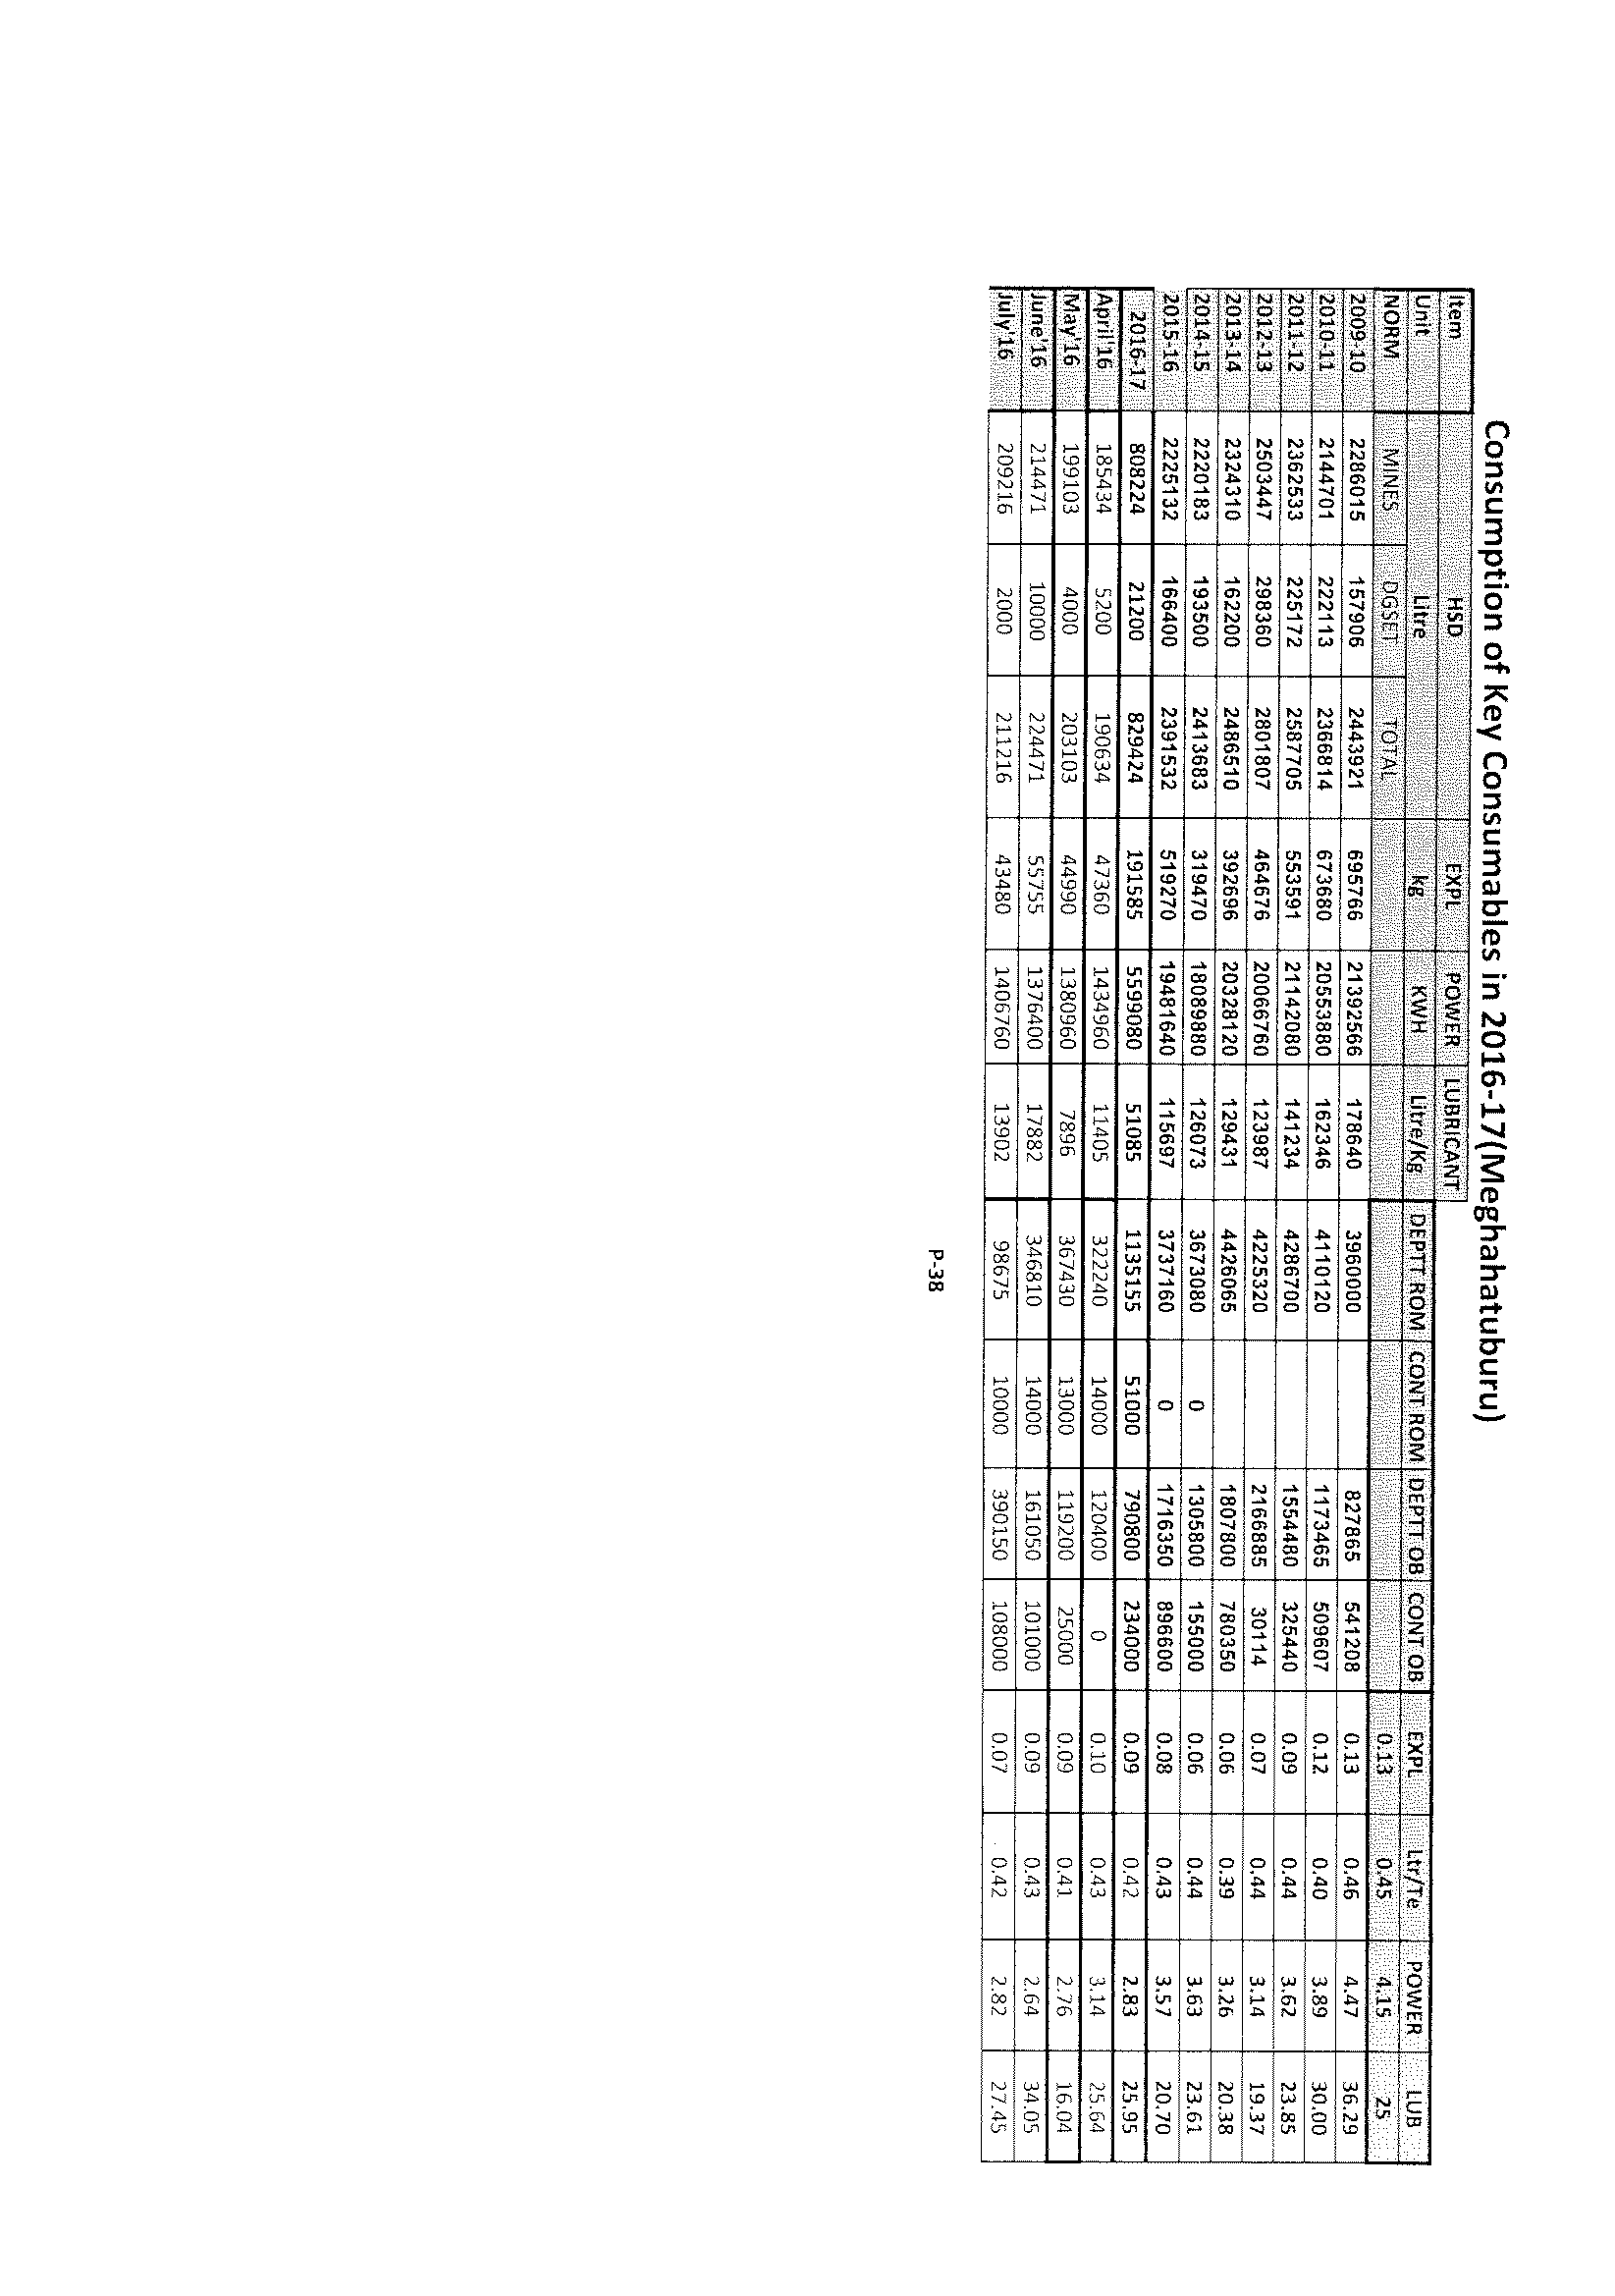 Consumption of Key Consumables in 2016-17(Meghahatuburu)
Item HSD EXPL POWER LUBRICANT
Unit Litre kg KWH Litre/Kg DEPTT ROM CONT ROM DEPTT OB CONT OB EXPL Ltr/Te POWER LUB
NORM MINES DGSET TOTAL 0.13 0.45 4.15 25
2009-10 2286015 157906 2443921 695766 21392566 178640 3960000 827865 541208 0.13 0.46 4.47 36.29
2010-11 2144701 222113 2366814 673680 20553880 162346 4110120 1173465 509607 0.12 0.40 3.89 30.00
2011-12 2362533 225172 2587705 553591 21142080 141234 4286700 1554480 325440 0.09 0.44 3.62 23.85
2012-13 2503447 298360 2801807 464676 20066760 123987 4225320 2166885 30114 0.07 0.44 3.14 19.37
2013-14 2324310 162200 2486510 392696 20328120 129431 4426065 1807800 780350 0.06 0.39 3.26 20.38
2014-15 2220183 193500 2413683 319470 18089880 126073 3673080 0 1305800 155000 0.06 0.44 3.63 23.61
2015-16 2225132 166400 2391532 519270 19481640 115697 3737160 0 1716350 896600 0.08 0.43 3.57 20.70
2016-17 808224 21200 829424 191585 5599080 51085 1135155 51000 790800 234000 0.09 0.42 2.83 25.95
April'16 185434 5200 190634 47360 1434960 11405 322240 14000 120400 0 0.10 0.43 3.14 25.64
May'16 199103 4000 203103 44990 1380960 7896 367430 13000 119200 25000 0.09 0.41 2.76 16.04
June'16 214471 10000 224471 55755 1376400 17882 346810 14000 161050 101000 0.09 0.43 2.64 34.05
July'16 209216 2000 211216 43480 1406760 13902 98675 10000 390150 108000 0.07 0.42 2.82 27.45
P-38